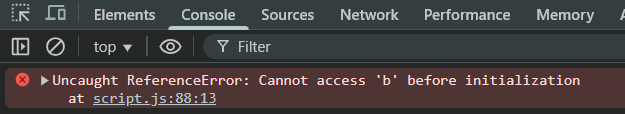 Elements Console Sources Network Performance Memory
top ▼ Filter
Uncaught ReferenceError: Cannot access 'b' before initialization
at script.js:88:13